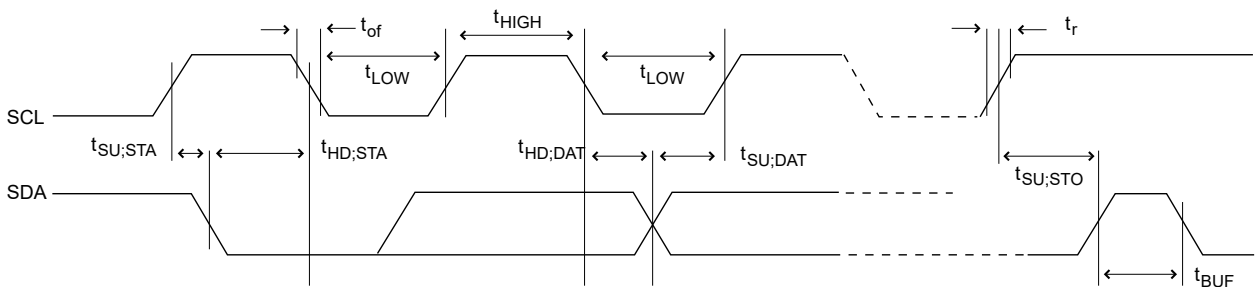 t_of t_HIGH t_r
t_LOW t_LOW
SCL
t_SU;STA t_HD;STA t_HD;DAT t_SU;DAT
t_SU;STO
SDA
t_BUF